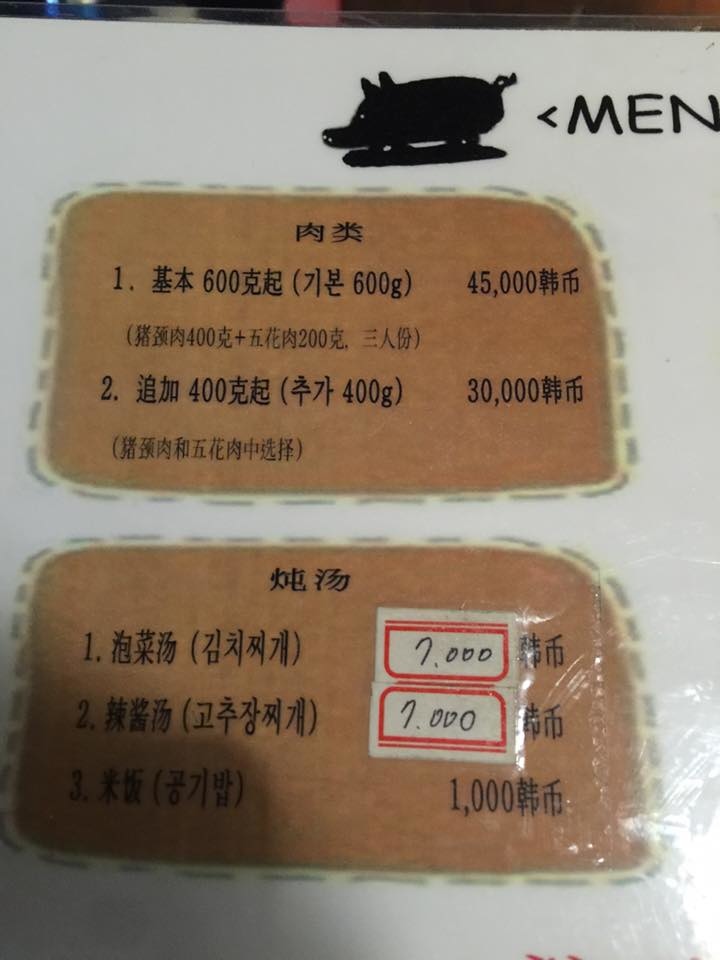 <MEN
肉类
1. 基本 600克起 (기본 600g) 45,000韩币
(猪颈肉400克+五花肉200克, 三人份)
2. 追加 400克起 (추가 400g) 30,000韩币
(猪颈肉和五花肉中选择)
炖汤
1. 泡菜汤 (김치찌개) 7.000 韩币
2. 辣酱汤 (고추장찌개) 7.000 韩币
3. 米饭 (공기밥) 1,000韩币